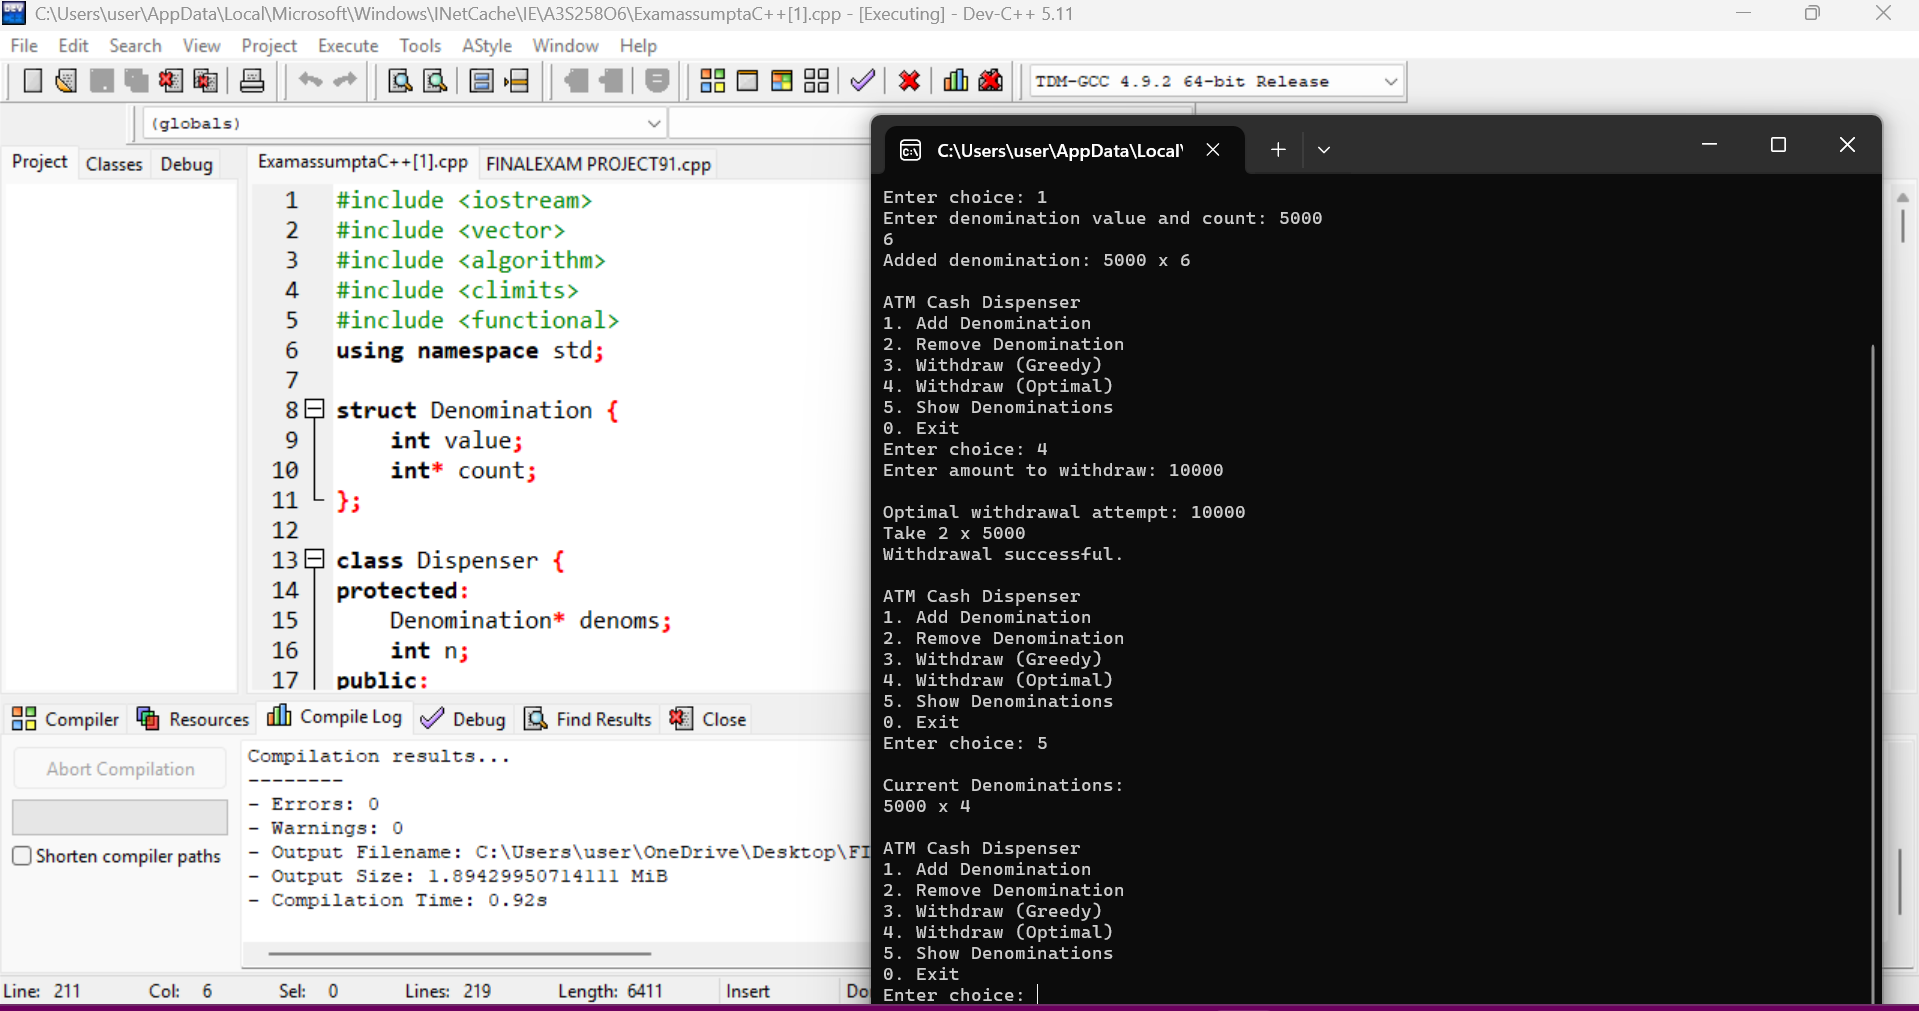 C:\Users\user\AppData\Local\Microsoft\Windows\INetCache\IE\A3S258O6\ExamassumptaC++[1].cpp - [Executing] - Dev-C++ 5.11
File Edit Search View Project Execute Tools AStyle Window Help
TDM-GCC 4.9.2 64-bit Release
(globals)
Project Classes Debug
ExamassumptaC++[1].cpp FINALEXAM PROJECT91.cpp
1 #include <iostream>
2 #include <vector>
3 #include <algorithm>
4 #include <climits>
5 #include <functional>
6 using namespace std;
7
8 struct Denomination {
9 int value;
10 int* count;
11 };
12
13 class Dispenser {
14 protected:
15 Denomination* denoms;
16 int n;
17 public:
Compiler Resources Compile Log Debug Find Results Close
Abort Compilation
Shorten compiler paths
Compilation results...
--------
- Errors: 0
- Warnings: 0
- Output Filename: C:\Users\user\OneDrive\Desktop\FI
- Output Size: 1.89429950714111 MiB
- Compilation Time: 0.92s
Line: 211 Col: 6 Sel: 0 Lines: 219 Length: 6411 Insert Do
C:\Users\user\AppData\Local\
Enter choice: 1
Enter denomination value and count: 5000
6
Added denomination: 5000 x 6
ATM Cash Dispenser
1. Add Denomination
2. Remove Denomination
3. Withdraw (Greedy)
4. Withdraw (Optimal)
5. Show Denominations
0. Exit
Enter choice: 4
Enter amount to withdraw: 10000
Optimal withdrawal attempt: 10000
Take 2 x 5000
Withdrawal successful.
ATM Cash Dispenser
1. Add Denomination
2. Remove Denomination
3. Withdraw (Greedy)
4. Withdraw (Optimal)
5. Show Denominations
0. Exit
Enter choice: 5
Current Denominations:
5000 x 4
ATM Cash Dispenser
1. Add Denomination
2. Remove Denomination
3. Withdraw (Greedy)
4. Withdraw (Optimal)
5. Show Denominations
0. Exit
Enter choice: